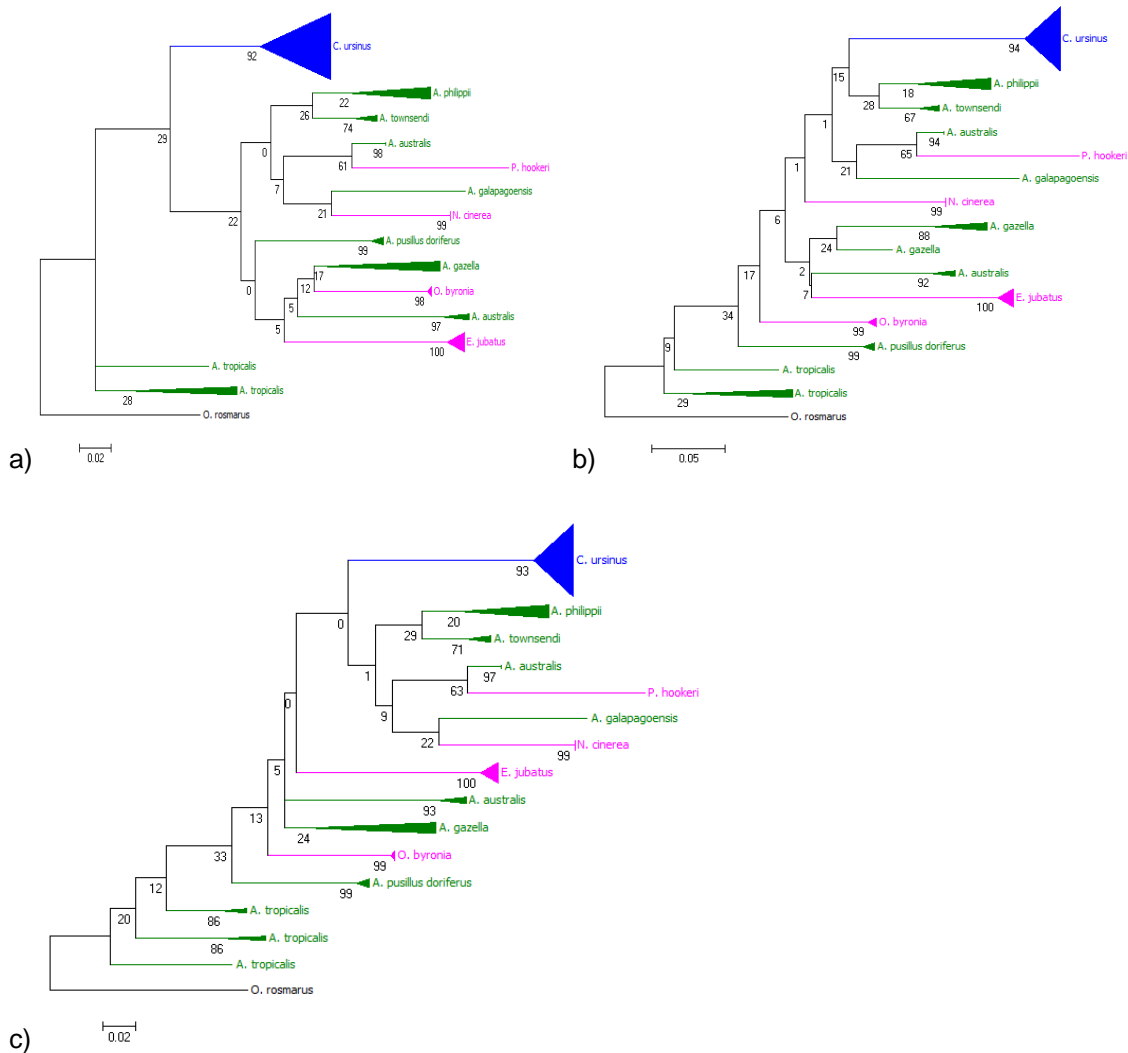 C. ursinus
92
A. philippii
22
26
A. townsendi
74
29
A. australis
0
98
61
P. hookeri
7
A. galapagoensis
22
21
N. cinerea
99
A. pusillus doriferus
99
A. gazella
17
0
12
O. byronia
98
5
A. australis
97
5
E. jubatus
100
A. tropicalis
A. tropicalis
28
O. rosmarus
0.02
a)
C. ursinus
94
15
A. philippii
18
28
A. townsendi
67
1
A. australis
94
65
P. hookeri
21
A. galapagoensis
1
N. cinerea
99
6
A. gazella
88
24
A. gazella
2
A. australis
92
7
E. jubatus
100
17
O. byronia
99
34
A. pusillus doriferus
99
9
A. tropicalis
A. tropicalis
29
O. rosmarus
0.05
b)
C. ursinus
93
0
A. philippii
20
29
A. townsendi
71
1
A. australis
97
63
P. hookeri
9
A. galapagoensis
0
22
N. cinerea
99
E. jubatus
100
5
A. australis
93
A. gazella
24
13
O. byronia
99
33
A. pusillus doriferus
99
12
A. tropicalis
86
20
A. tropicalis
86
A. tropicalis
O. rosmarus
0.02
c)